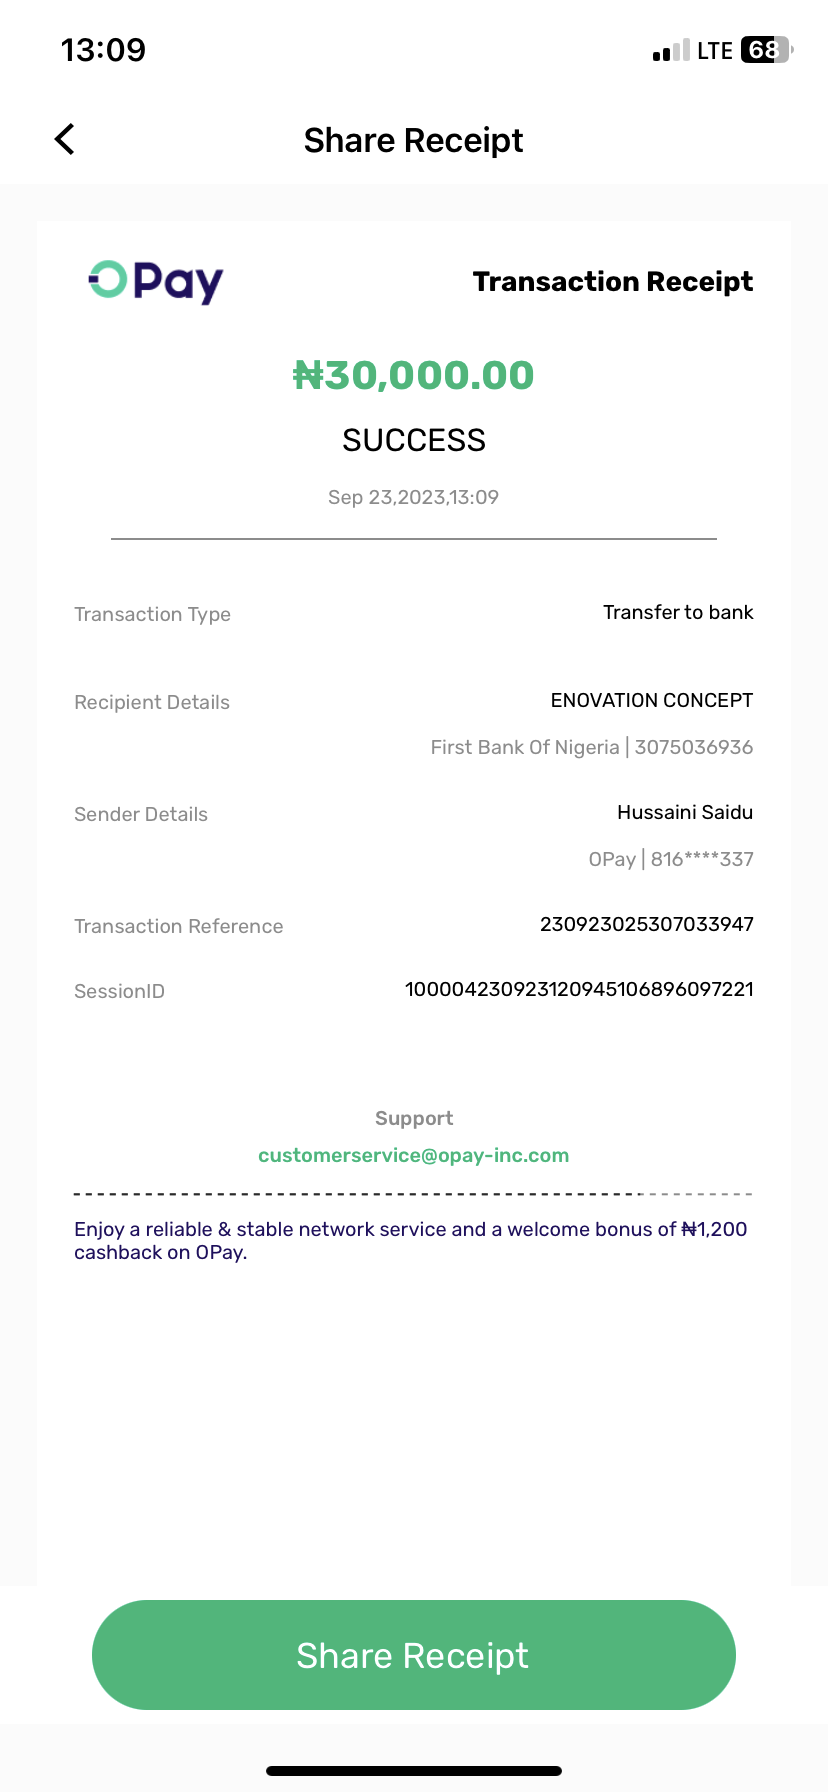 13:09
LTE 68
Share Receipt
OPay
Transaction Receipt
₦30,000.00
SUCCESS
Sep 23,2023,13:09
Transaction Type
Transfer to bank
Recipient Details
ENOVATION CONCEPT
First Bank Of Nigeria | 3075036936
Sender Details
Hussaini Saidu
OPay | 816****337
Transaction Reference
230923025307033947
SessionID
100004230923120945106896097221
Support
customerservice@opay-inc.com
Enjoy a reliable & stable network service and a welcome bonus of ₦1,200
cashback on OPay.
Share Receipt